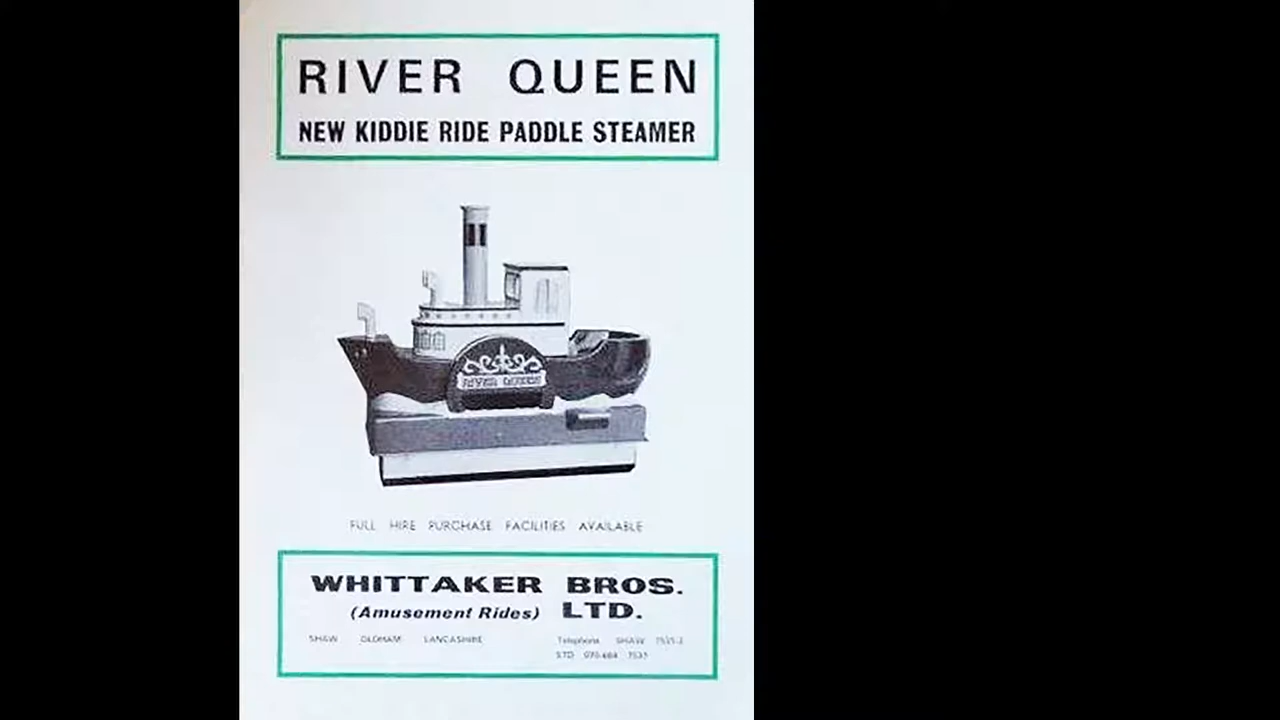 RIVER QUEEN
NEW KIDDIE RIDE PADDLE STEAMER
RIVER QUEEN
FULL HIRE PURCHASE FACILITIES AVAILABLE
WHITTAKER BROS.
(Amusement Rides) LTD.
SHAW OLDHAM LANCASHIRE
Telephone SHAW
STD